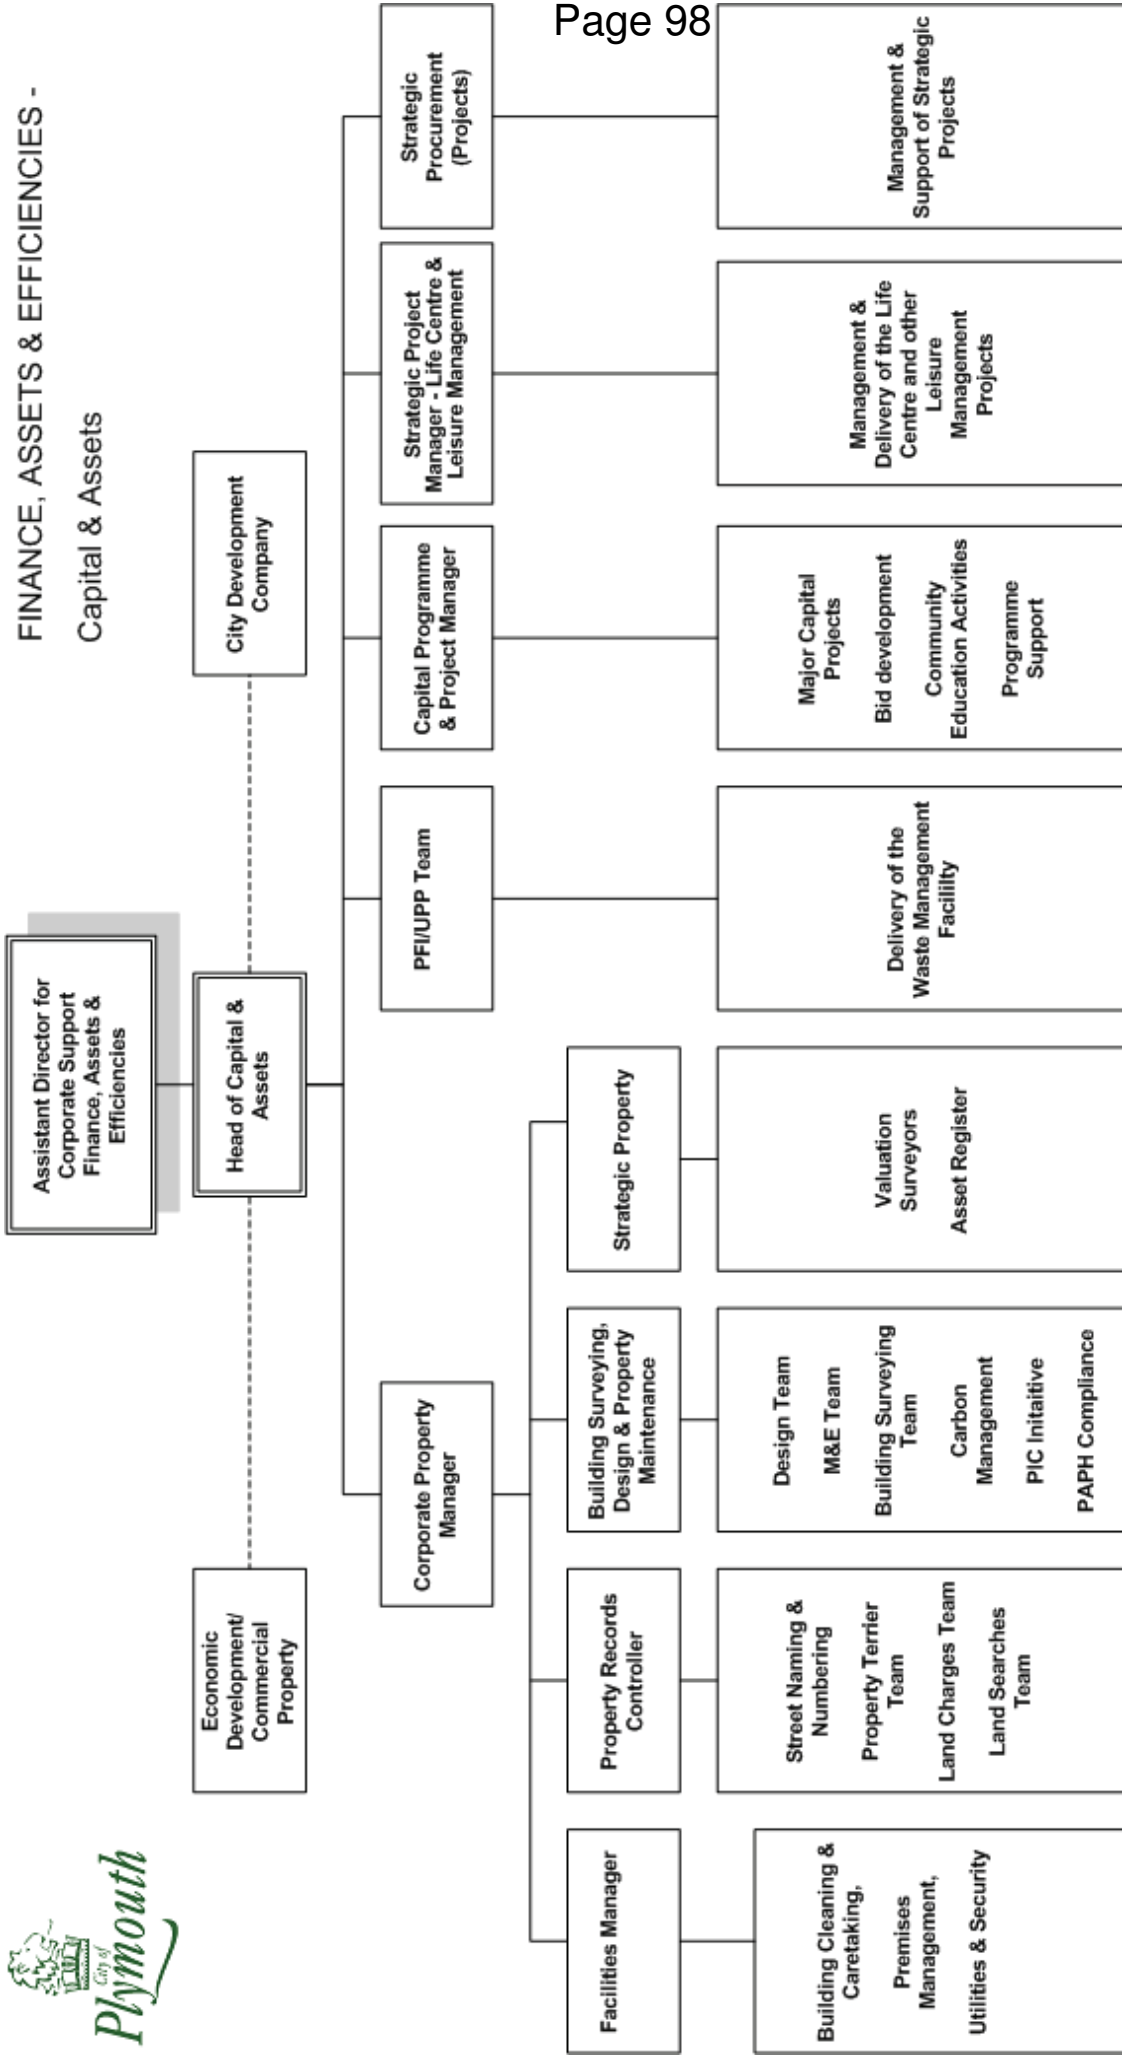 Page 98
City of
Plymouth
FINANCE, ASSETS & EFFICIENCIES -
Capital & Assets
Assistant Director for
Corporate Support
Finance, Assets &
Efficiencies
Economic
Development/
Commercial
Property
Head of Capital &
Assets
City Development
Company
Corporate Property
Manager
PFI/UPP Team
Capital Programme
& Project Manager
Strategic Project
Manager - Life Centre &
Leisure Management
Strategic
Procurement
(Projects)
Facilities Manager
Property Records
Controller
Building Surveying,
Design & Property
Maintenance
Strategic Property
Building Cleaning &
Caretaking,
Premises
Management,
Utilities & Security
Street Naming &
Numbering
Property Terrier
Team
Land Charges Team
Land Searches
Team
Design Team
M&E Team
Building Surveying
Team
Carbon
Management
PIC Initaitive
PAPH Compliance
Valuation
Surveyors
Asset Register
Delivery of the
Waste Management
Facililty
Major Capital
Projects
Bid development
Community
Education Activities
Programme
Support
Management &
Delivery of the Life
Centre and other
Leisure
Management
Projects
Management &
Support of Strategic
Projects